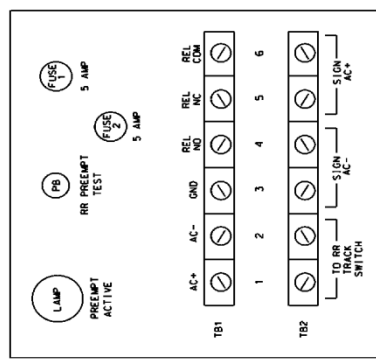 LAMP
PREEMPT
ACTIVE
PB
RR PREEMPT
TEST
FUSE
2
5 AMP
FUSE
1
5 AMP
AC+
AC-
GND
REL
NO
REL
NC
REL
COM
TB1
1 2 3 4 5 6
TB2
TO RR
TRACK
SWITCH
SIGN
AC-
SIGN
AC+